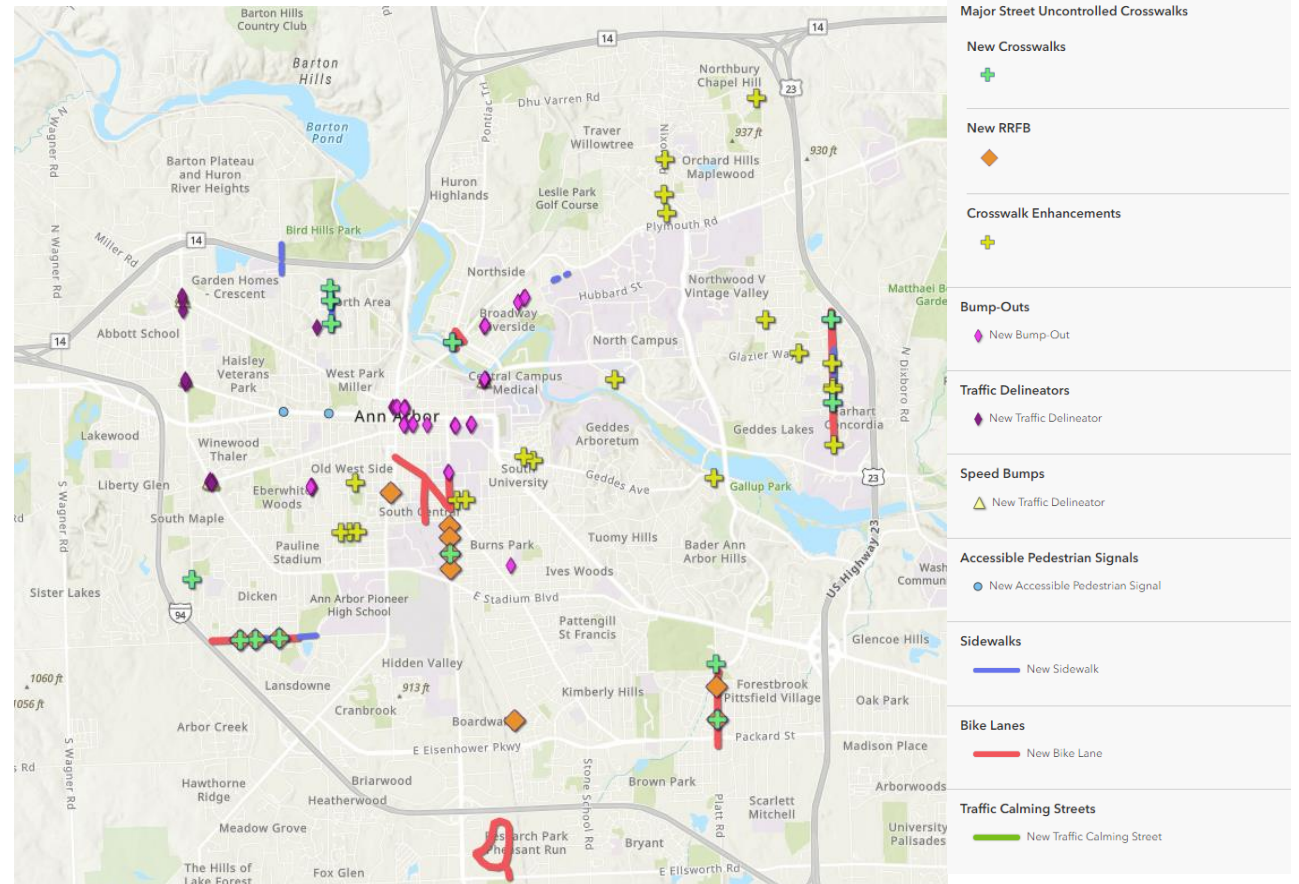 Barton Hills
Country Club
14
14
Barton
Hills
Northbury
Chapel Hill
23
Pontiac Trl
Dhu Varren Rd
N Wagner Rd
Barton
Pond
Traver
Willowtree
937 ft
930 ft
Barton Plateau
and Huron
River Heights
Orchard Hills
Maplewood
Huron
Highlands
Leslie Park
Golf Course
Plymouth Rd
N Wagner Rd
Miller Rd
14
Bird Hills Park
Northside
Garden Homes
- Crescent
Hubbard St
Northwood V
Vintage Valley
Matthaei B
Garde
14
Abbott School
Broadway
North Campus
Glazier Wa
N Dixboro Rd
Haisley
Veterans
Park
West Park
Miller
Central Campus
Medical
Ann Arbor
Lakewood
Winewood
Thaler
Geddes
Arboretum
Geddes Lakes
Concordia
Old West Side
South
University
Geddes Ave
Gallup Park
23
Liberty Glen
Eberwhite
Woods
S Wagner Rd
South Maple
South Central
Pauline
Stadium
Burns Park
Tuomy Hills
Bader Ann
Arbor Hills
US Highway 23
Ives Woods
Wash
Commun
Sister Lakes
94
Dicken
Ann Arbor Pioneer
High School
E Stadium Blvd
Pattengill
St Francis
Glencoe Hills
1060 ft
1056 ft
Hidden Valley
Lansdowne
913 ft
Kimberly Hills
Forestbrook
Pittsfield Village
Oak Park
Cranbrook
Arbor Creek
Boardwa
Packard St
S Wagner Rd
E Eisenhower Pkwy
Madison Place
s Rd
Hawthorne
Ridge
Briarwood
Heatherwood
Stone School Rd
Brown Park
Platt Rd
Scarlett
Mitchell
Arborwoods
Meadow Grove
Research Park
Pheasant Run
Bryant
University
Palisades
The Hills of
Lake Forest
Fox Glen
E Ellsworth Rd
Major Street Uncontrolled Crosswalks
New Crosswalks
New RRFB
Crosswalk Enhancements
Bump-Outs
New Bump-Out
Traffic Delineators
New Traffic Delineator
Speed Bumps
New Traffic Delineator
Accessible Pedestrian Signals
New Accessible Pedestrian Signal
Sidewalks
New Sidewalk
Bike Lanes
New Bike Lane
Traffic Calming Streets
New Traffic Calming Street